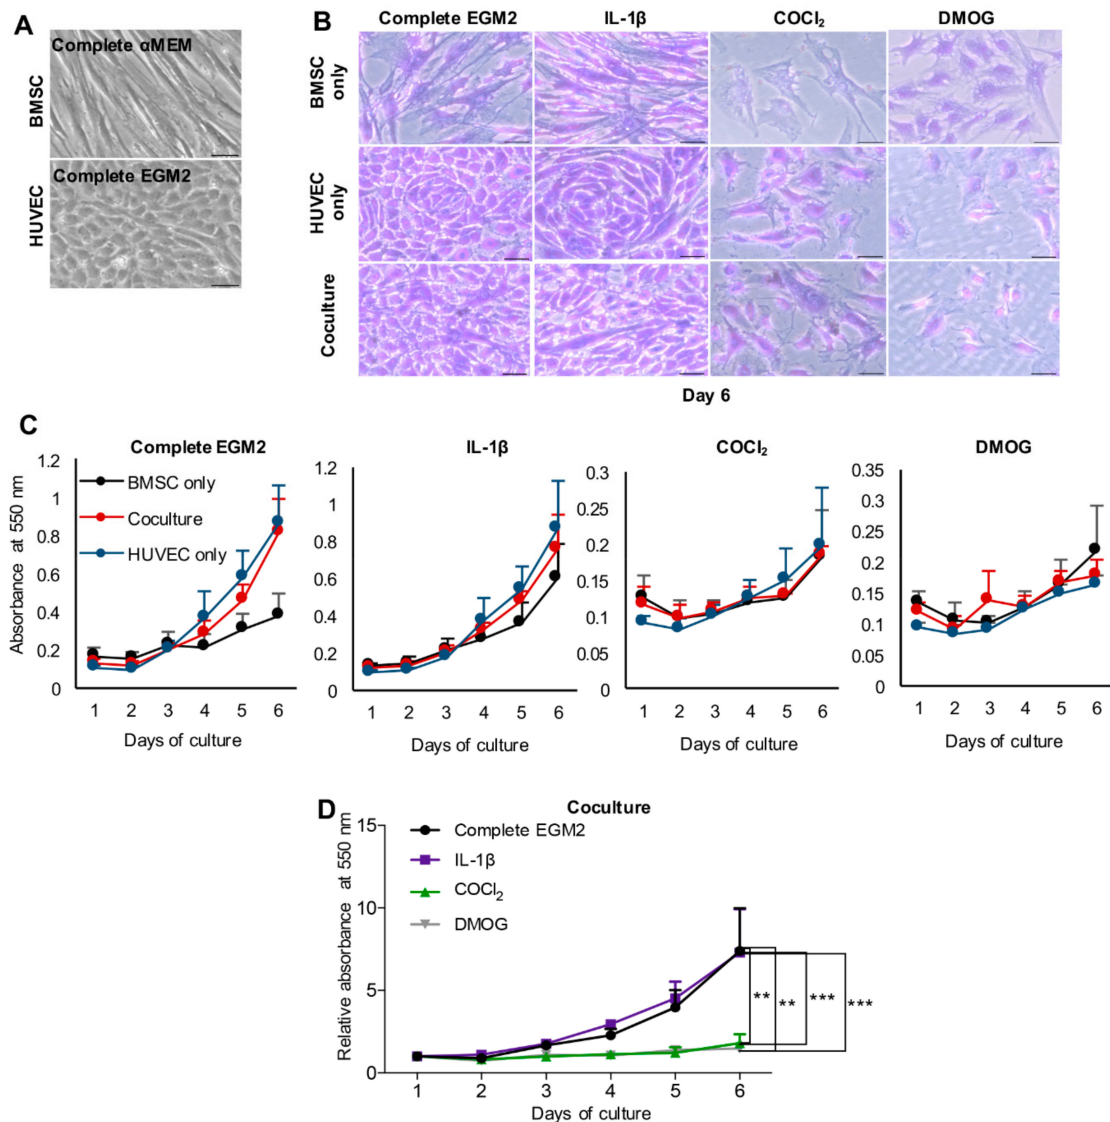 A
Complete αMEM
BMSC
Complete EGM2
HUVEC
B
Complete EGM2
IL-1β
COCl2
DMOG
BMSC
only
HUVEC
only
Coculture
Day 6
C
Complete EGM2
Absorbance at 550 nm
1.2
1
0.8
0.6
0.4
0.2
0
BMSC only
Coculture
HUVEC only
1 2 3 4 5 6
Days of culture
IL-1β
1.2
1
0.8
0.6
0.4
0.2
0
1 2 3 4 5 6
Days of culture
COCl2
0.3
0.25
0.2
0.15
0.1
0.05
0
1 2 3 4 5 6
Days of culture
DMOG
0.35
0.3
0.25
0.2
0.15
0.1
0.05
0
1 2 3 4 5 6
Days of culture
D
Coculture
Relative absorbance at 550 nm
15
10
5
0
Complete EGM2
IL-1β
COCl2
DMOG
** ** *** ***
1 2 3 4 5 6
Days of culture